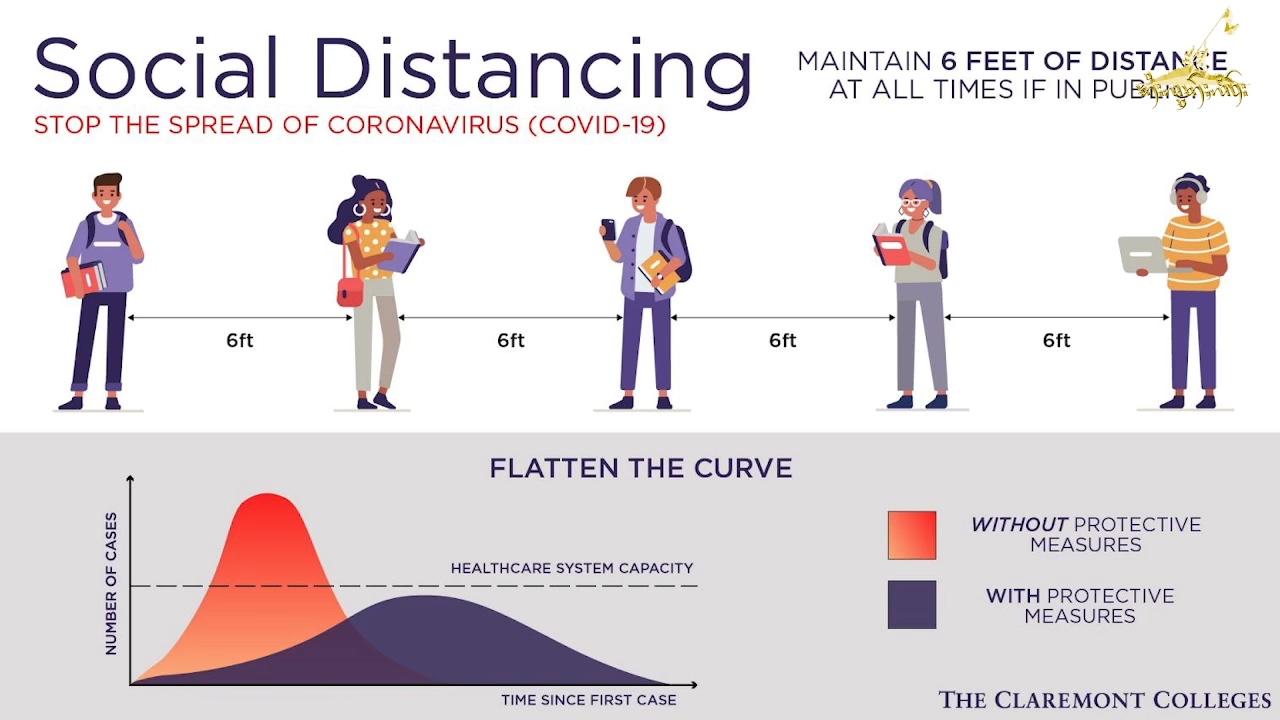 Social Distancing
STOP THE SPREAD OF CORONAVIRUS (COVID-19)
MAINTAIN 6 FEET OF DISTANCE
AT ALL TIMES IF IN
6ft
6ft
6ft
6ft
FLATTEN THE CURVE
NUMBER OF CASES
HEALTHCARE SYSTEM CAPACITY
TIME SINCE FIRST CASE
WITHOUT PROTECTIVE
MEASURES
WITH PROTECTIVE
MEASURES
THE CLAREMONT COLLEGES